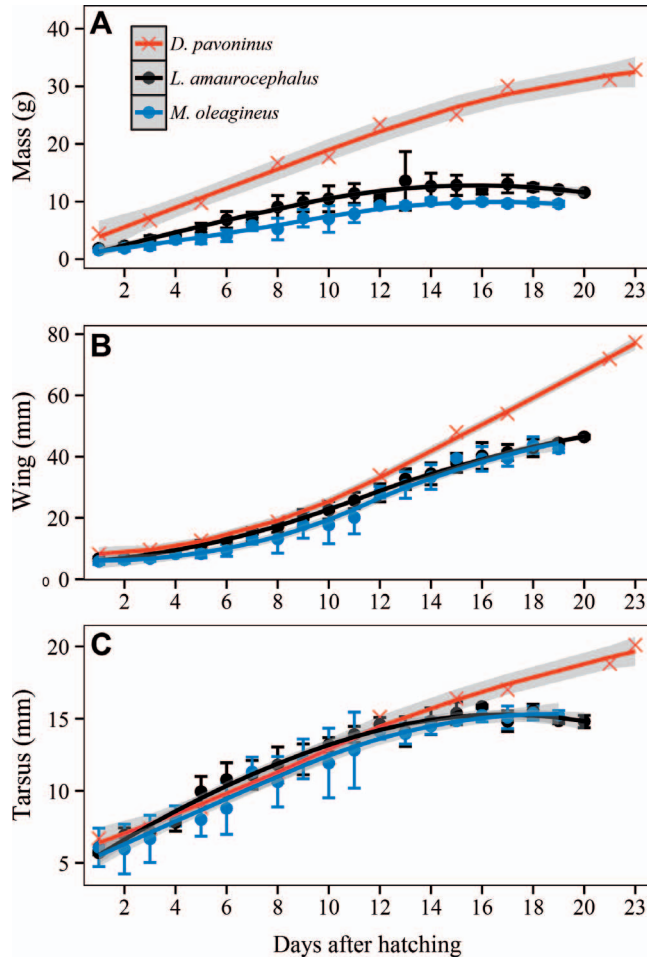 A
D. pavoninus
L. amaurocephalus
M. oleagineus
Mass (g)
40
30
20
10
0
2 4 6 8 10 12 14 16 18 20 23
B
Wing (mm)
80
60
40
20
0 0
2 4 6 8 10 12 14 16 18 20 23
C
Tarsus (mm)
20
15
10
5
2 4 6 8 10 12 14 16 18 20 23
Days after hatching